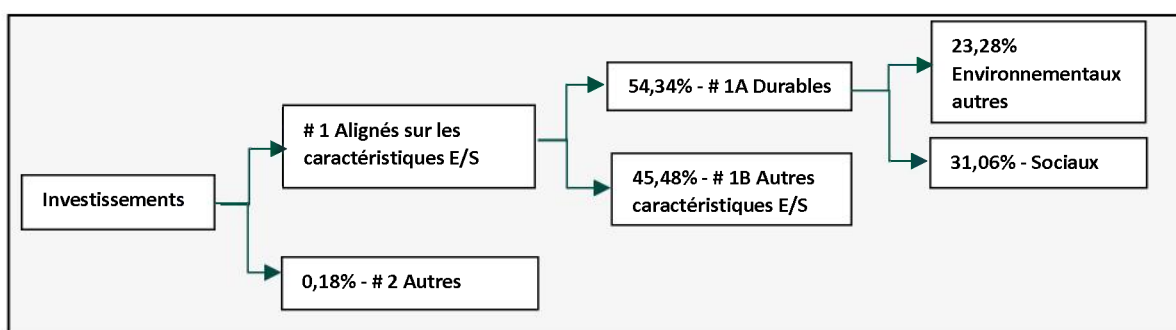 Investissements
# 1 Alignés sur les
caractéristiques E/S
0,18% - # 2 Autres
54,34% - # 1A Durables
45,48% - # 1B Autres
caractéristiques E/S
23,28%
Environnementaux
autres
31,06% - Sociaux